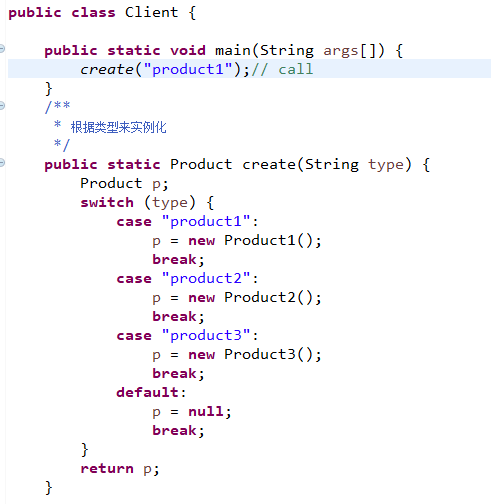 public class Client {
public static void main(String args[]) {
create("product1");// call
}
/**
* 根据类型来实例化
*/
public static Product create(String type) {
Product p;
switch (type) {
case "product1":
p = new Product1();
break;
case "product2":
p = new Product2();
break;
case "product3":
p = new Product3();
break;
default:
p = null;
break;
}
return p;
}